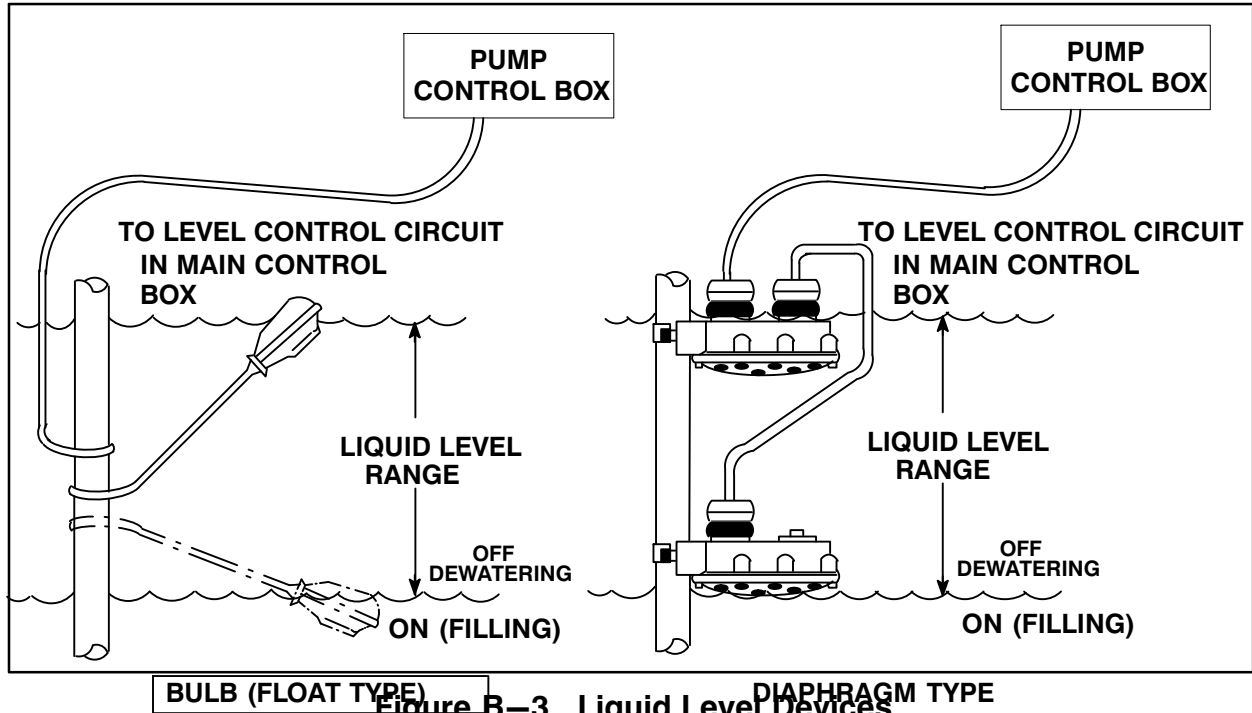 PUMP
CONTROL BOX
TO LEVEL CONTROL CIRCUIT
IN MAIN CONTROL
BOX
LIQUID LEVEL
RANGE
OFF
DEWATERING
ON (FILLING)
BULB (FLOAT TYPE)
PUMP
CONTROL BOX
TO LEVEL CONTROL CIRCUIT
IN MAIN CONTROL
BOX
LIQUID LEVEL
RANGE
OFF
DEWATERING
ON (FILLING)
DIAPHRAGM TYPE
Figure B—3 Liquid Level Devices